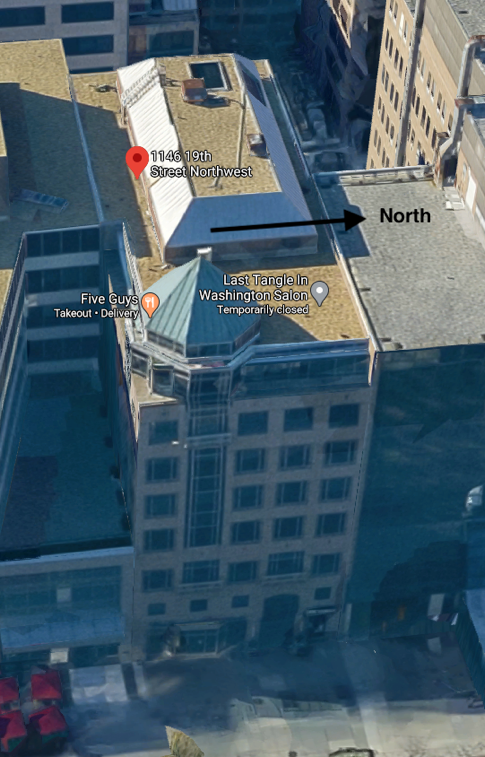 1146 19th
Street Northwest
North
Last Tangle In
Washington Salon
Temporarily closed
Five Guys
Takeout • Delivery